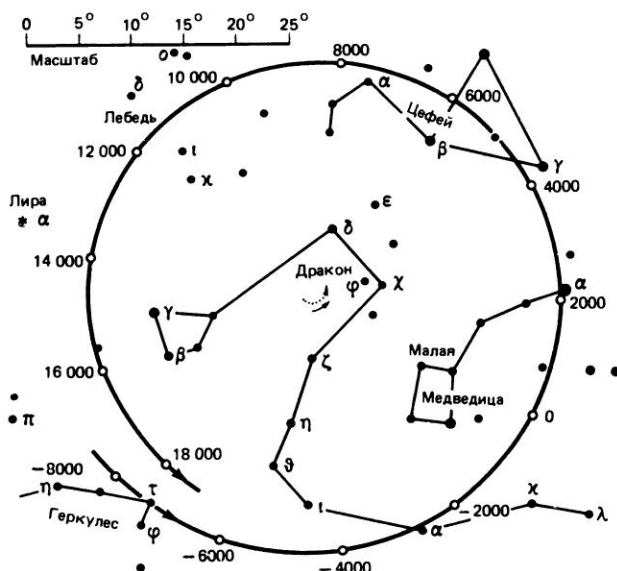 0 5° 10° 15° 20° 25°
Масштаб
ο
δ
10 000
8000
α
6000
Лебедь
Цефей
β
γ
12 000
ι
κ
4000
Лира
α
ε
δ
14 000
Дракон
φ
χ
α
2000
γ
β
ζ
Малая
Медведица
16 000
0
π
η
18 000
ϑ
-8000
η
τ
ι
-2000
κ
λ
α
Геркулес
φ
-6000
-4000